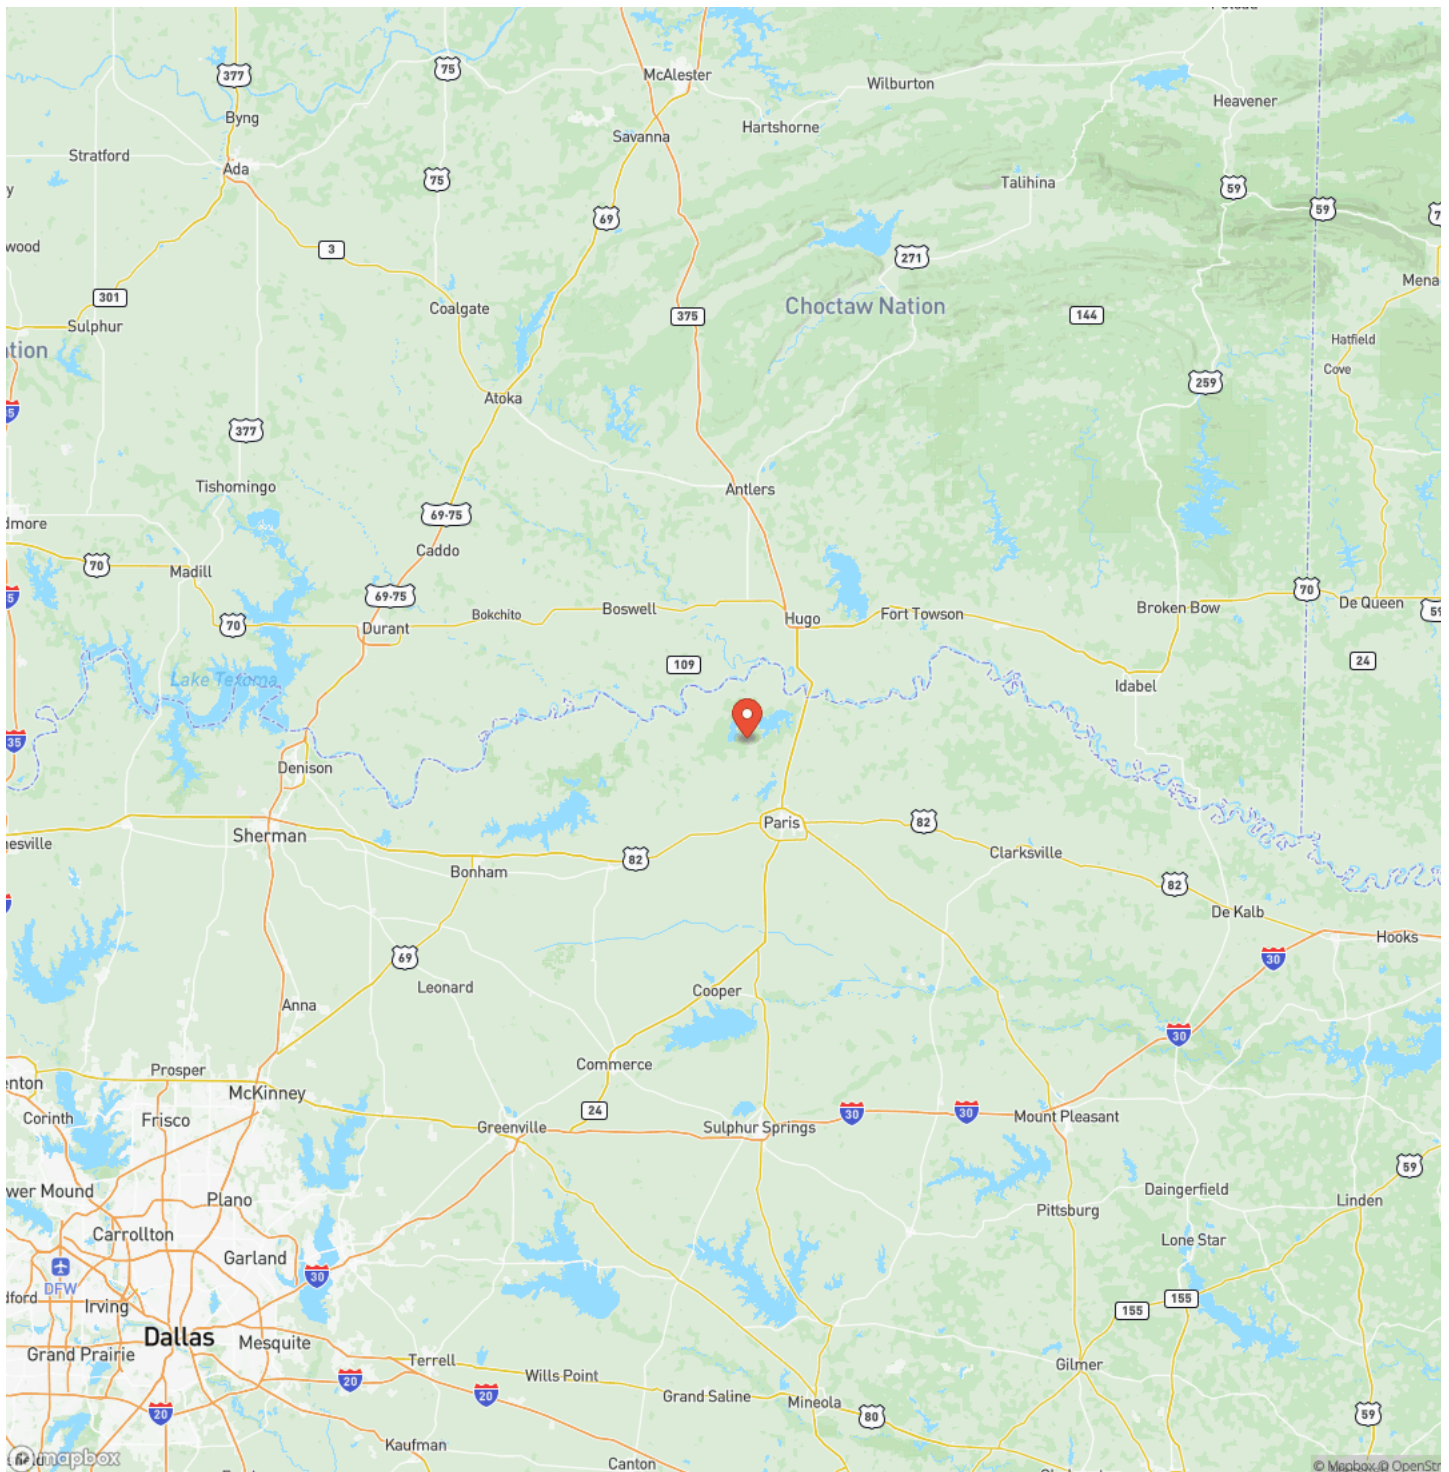 377
75
McAlester
Wilburton
Heavener
Byng
Hartshorne
Savanna
Stratford
Ada
75
Talihina
59
59
69
wood
3
271
Mena
301
Coalgate
Choctaw Nation
375
144
Sulphur
Hatfield
tion
Cove
259
Atoka
377
Tishomingo
Antlers
69-75
dmore
Caddo
70
Madill
69-75
70
De Queen
59
Boswell
Broken Bow
Bokchito
Fort Towson
Hugo
70
Durant
109
24
Lake Texoma
Idabel
35
Denison
Paris
82
Sherman
nesville
82
Clarksville
Bonham
82
De Kalb
Hooks
69
30
Leonard
Cooper
Anna
30
Commerce
Prosper
enton
McKinney
24
30
30
Corinth
Frisco
Greenville
Sulphur Springs
Mount Pleasant
59
ower Mound
Plano
Daingerfield
Linden
Pittsburg
Carrollton
Lone Star
Garland
DFW
30
dford
Irving
155
155
Dallas
Mesquite
Grand Prairie
Terrell
Gilmer
20
Wills Point
20
Grand Saline
Mineola
20
80
59
Kaufman
mapbox
Canton
© Mapbox © OpenStr